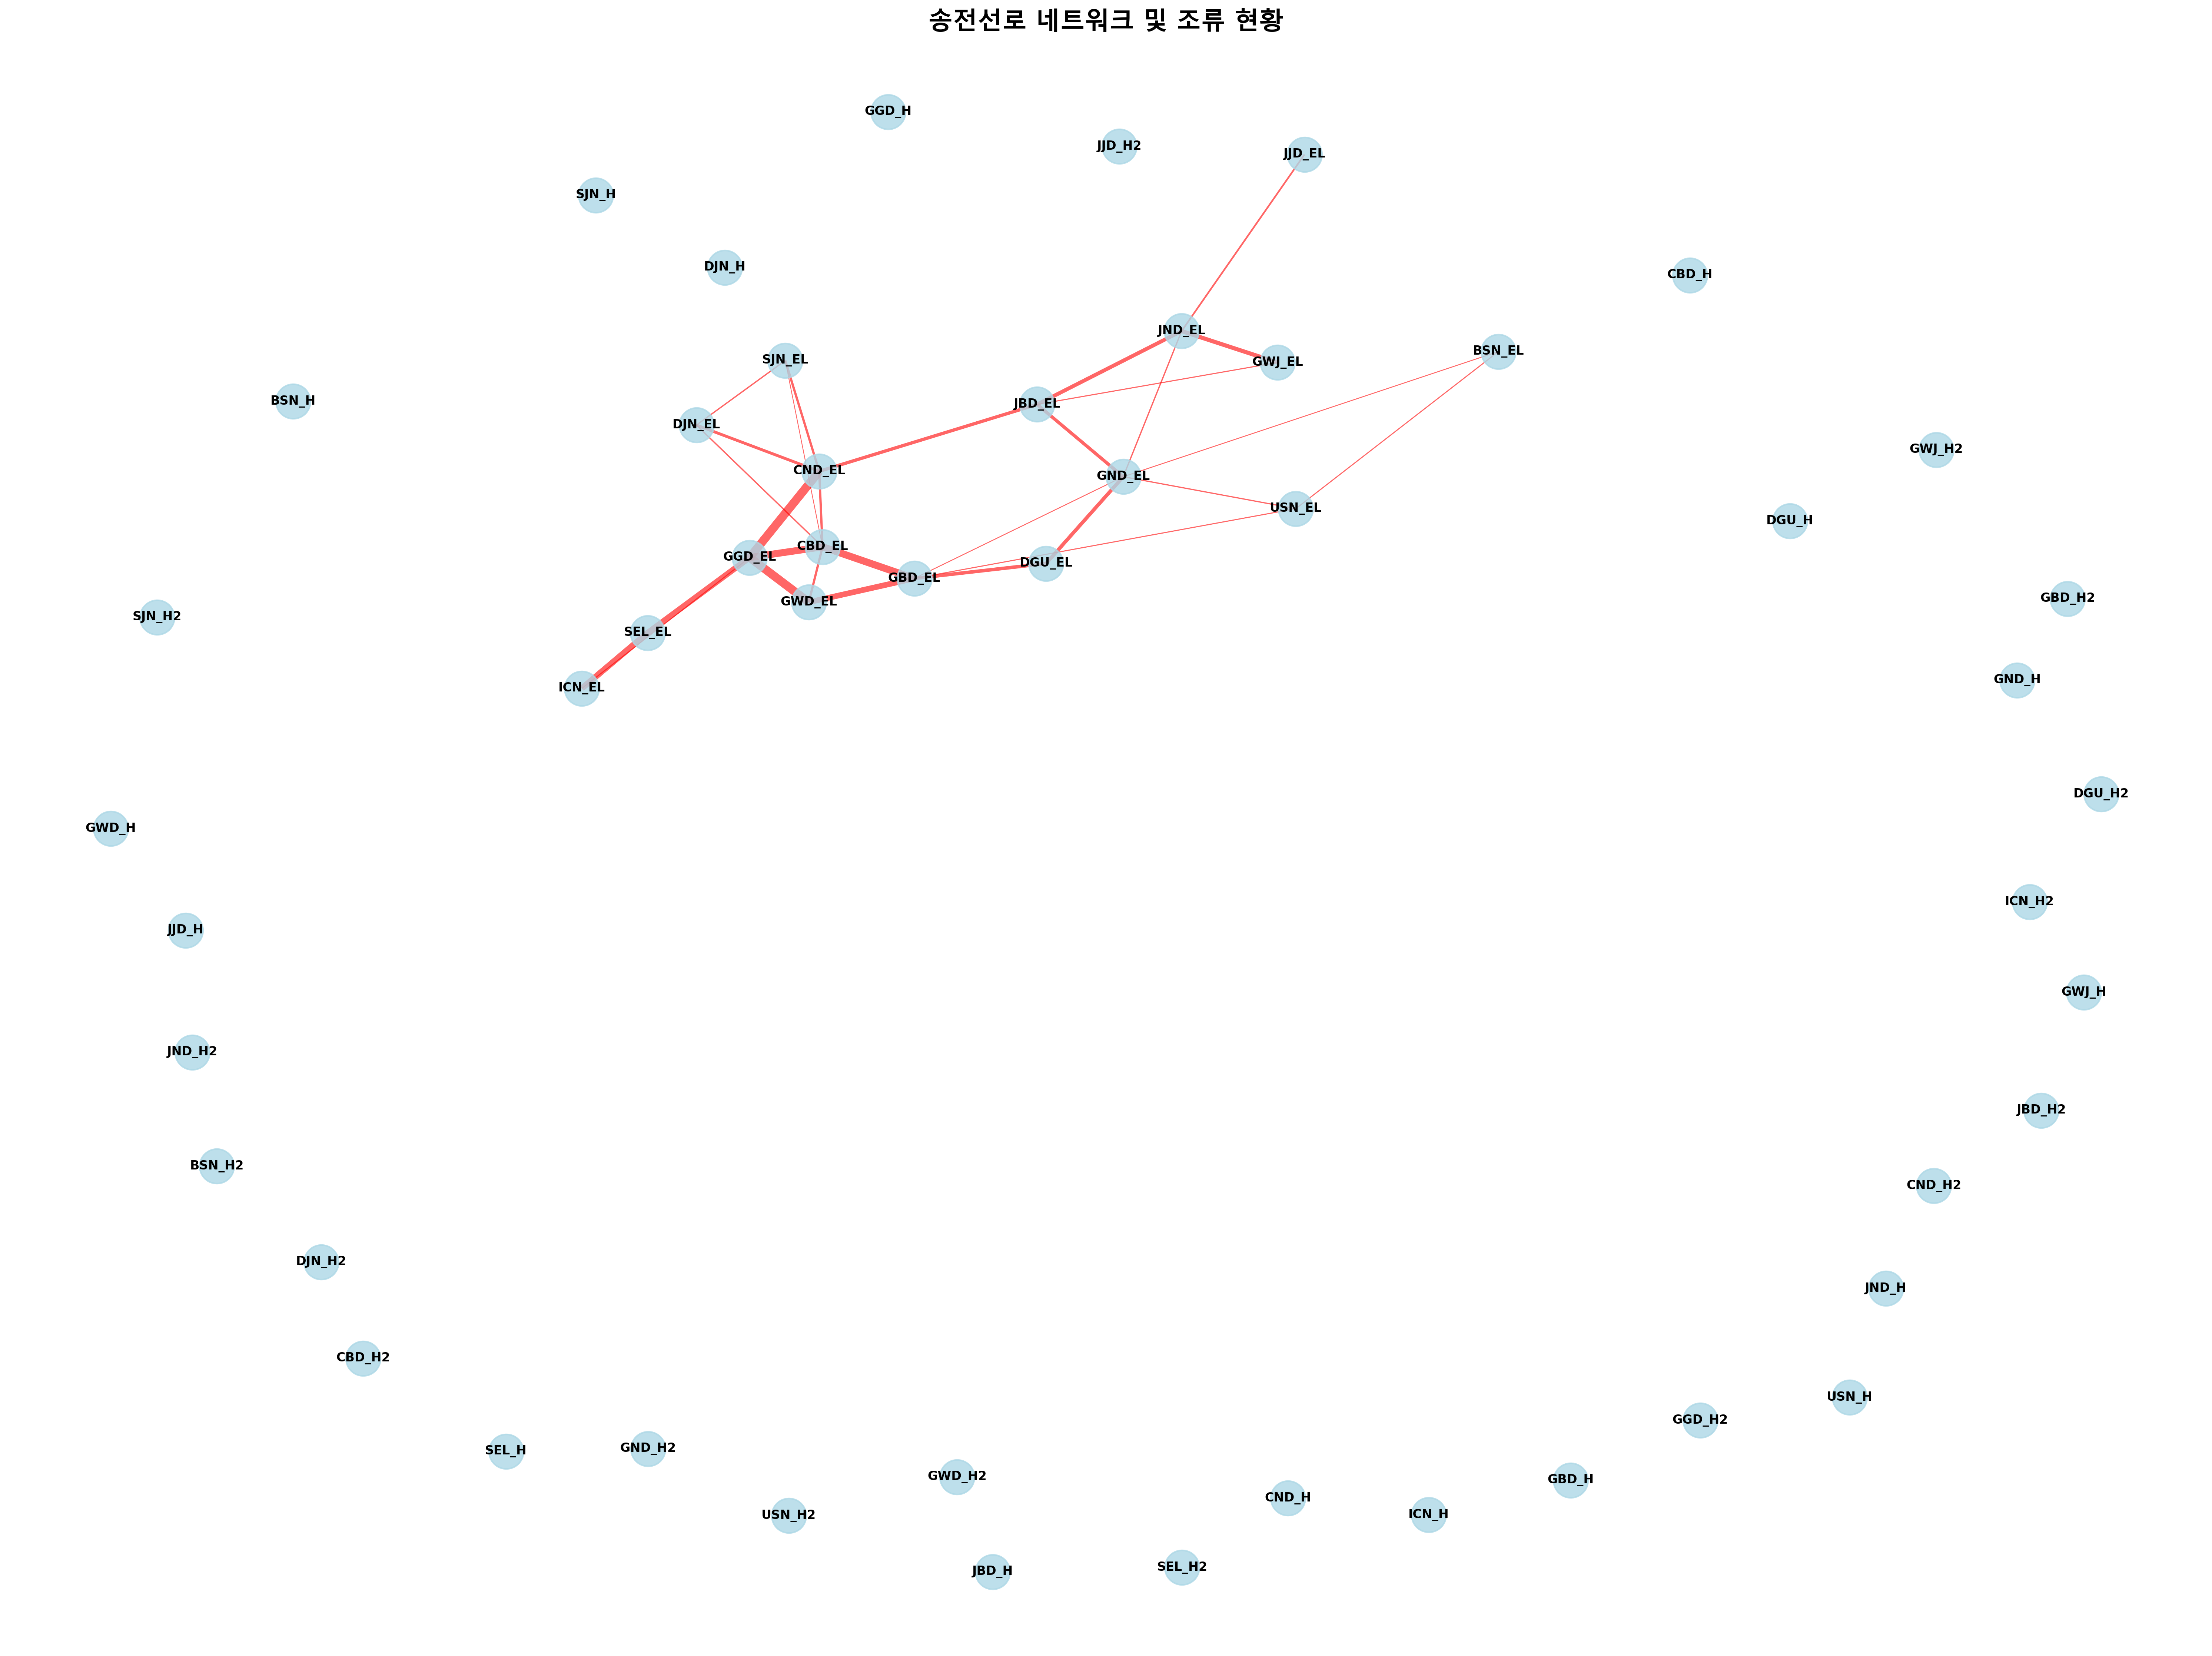 송전선로 네트워크 및 조류 현황
GGD_H
JJD_H2
JJD_EL
SJN_H
DJN_H
CBD_H
JND_EL
BSN_EL
SJN_EL
GWJ_EL
BSN_H
JBD_EL
DJN_EL
GWJ_H2
CND_EL
GND_EL
USN_EL
DGU_H
CBD_EL
GGD_EL
DGU_EL
GBD_EL
GBD_H2
GWD_EL
SJN_H2
SEL_EL
GND_H
ICN_EL
DGU_H2
GWD_H
ICN_H2
JJD_H
GWJ_H
JND_H2
JBD_H2
BSN_H2
CND_H2
DJN_H2
JND_H
CBD_H2
USN_H
GGD_H2
GND_H2
SEL_H
GWD_H2
GBD_H
CND_H
USN_H2
ICN_H
SEL_H2
JBD_H